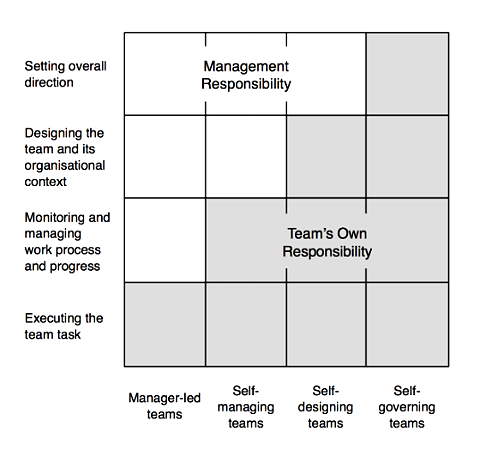 Setting overall
direction
Management
Responsibility
Designing the
team and its
organisational
context
Monitoring and
managing
work process
and progress
Team's Own
Responsibility
Executing the
team task
Manager-led
teams
Self-
managing
teams
Self-
designing
teams
Self-
governing
teams